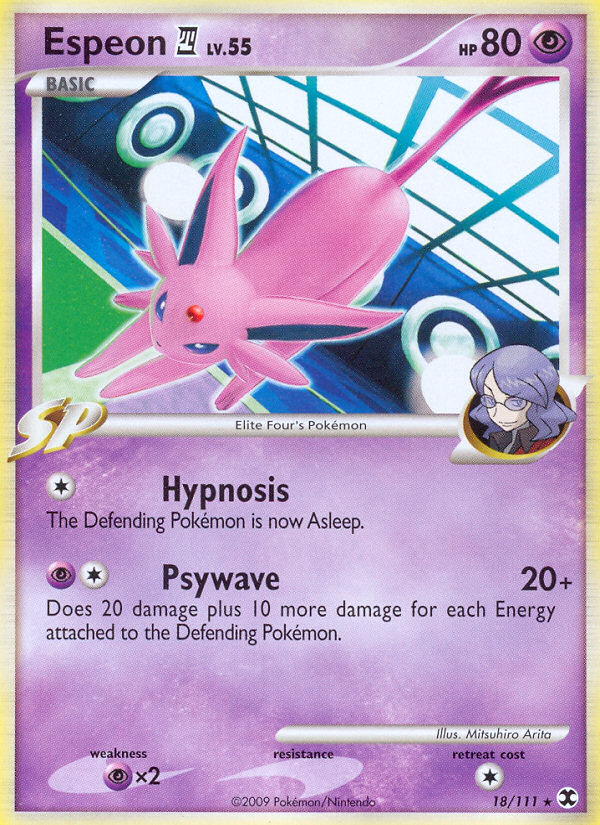 Espeon 4 LV.55 HP 80
BASIC
SP
Elite Four's Pokémon
Hypnosis
The Defending Pokémon is now Asleep.
Psywave 20+
Does 20 damage plus 10 more damage for each Energy
attached to the Defending Pokémon.
Illus. Mitsuhiro Arita
weakness resistance retreat cost
×2
©2009 Pokémon/Nintendo 18/111 ★